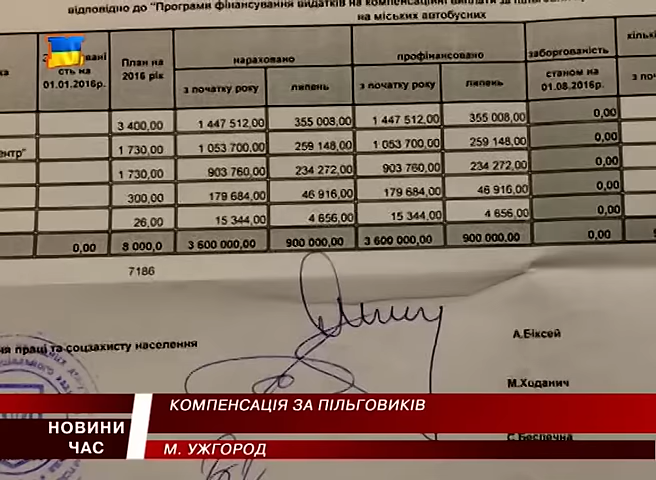 відповідно до "Програми фінансування видатків на компенсаційні виплати за
на міських автобусних
сть на
01.01.2016р.
План на
2016 рік
нараховано
профінановано
заборгованість
з початку року
липень
з початку року
липень
станом на
01.08.2016р.
3 400,00 1 447 512,00 355 008,00 1 447 512,00 355 008,00 0,00
1 730,00 1 053 700,00 259 148,00 1 053 700,00 259 148,00 0,00
1 730,00 903 760,00 234 272,00 903 760,00 234 272,00 0,00
300,00 179 684,00 46 916,00 179 684,00 46 916,00 0,00
26,00 15 344,00 4 656,00 15 344,00 4 656,00 0,00
0,00 8 000,0 3 600 000,00 900 000,00 3 600 000,00 900 000,00 0,00
7186
праці та соцзахисту населення
А.Біксей
М.Ходанич
С.Беспечна
НОВИНИ
ЧАС
КОМПЕНСАЦІЯ ЗА ПІЛЬГОВИКІВ
М. УЖГОРОД